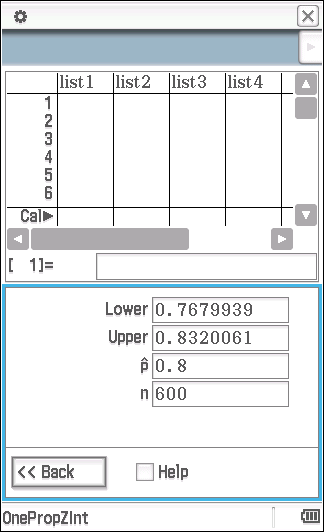 list1 list2 list3 list4
1
2
3
4
5
6
Cal▶
[ 1]=
Lower 0.7679939
Upper 0.8320061
p̂ 0.8
n 600
<< Back Help
OnePropZInt